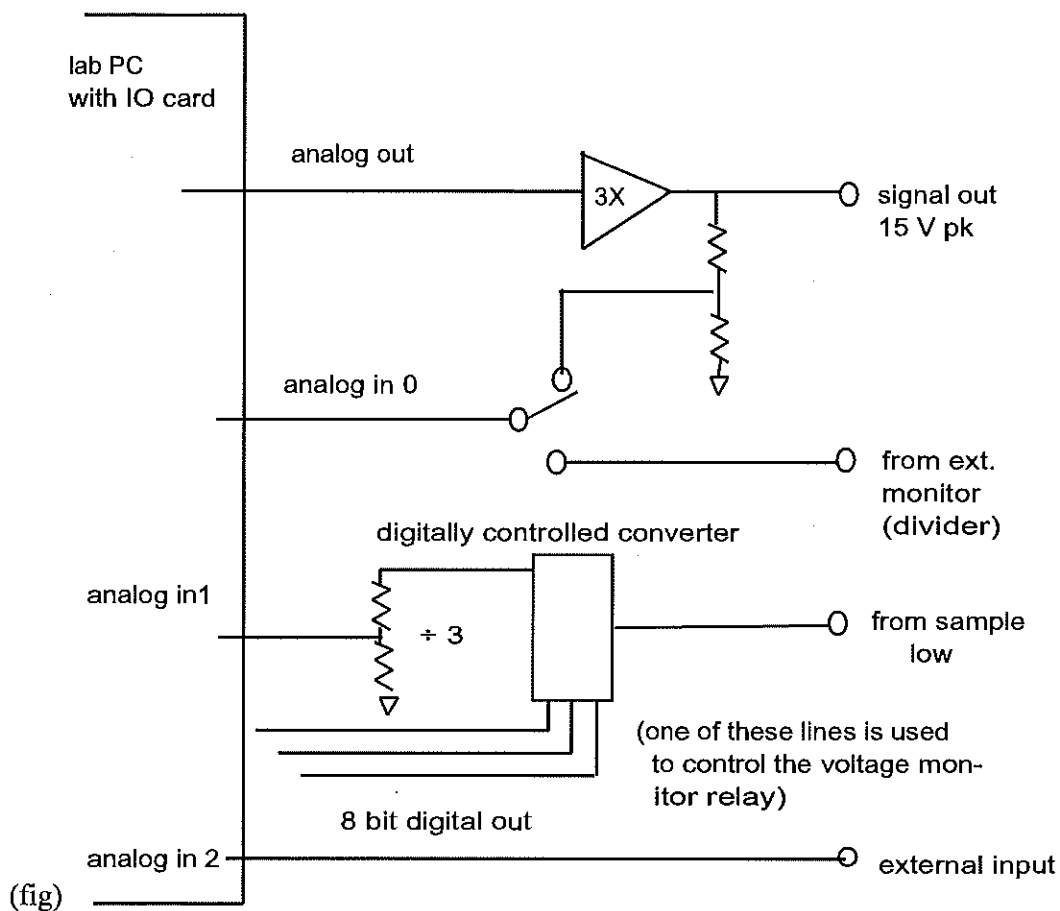 lab PC
with IO card
analog out
3X
signal out
15 V pk
analog in 0
from ext.
monitor
(divider)
digitally controlled converter
analog in1
÷ 3
from sample
low
(one of these lines is used
to control the voltage mon-
itor relay)
8 bit digital out
analog in 2
external input
(fig)